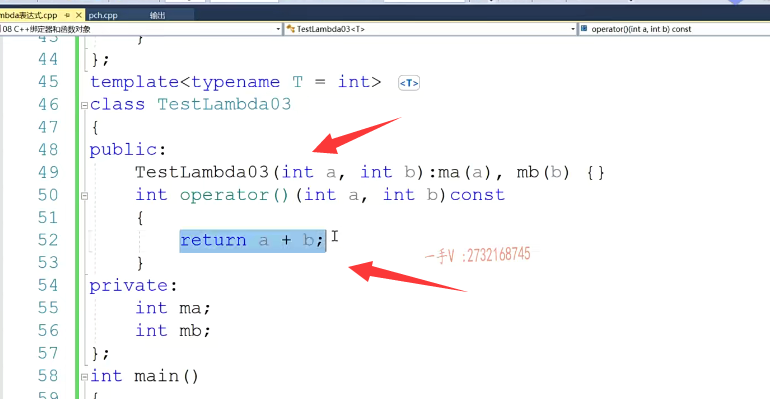 mbda表达式.cpp pch.cpp 输出
08 C++绑定器和函数对象 TestLambda03<T> operator()(int a, int b) const
43 }
44 };
45 template<typename T = int> <T>
46 class TestLambda03
47 {
48 public:
49 TestLambda03(int a, int b):ma(a), mb(b) {}
50 int operator()(int a, int b)const
51 {
52 return a + b;
一手V :2732168745
53 }
54 private:
55 int ma;
56 int mb;
57 };
58 int main()
59 {